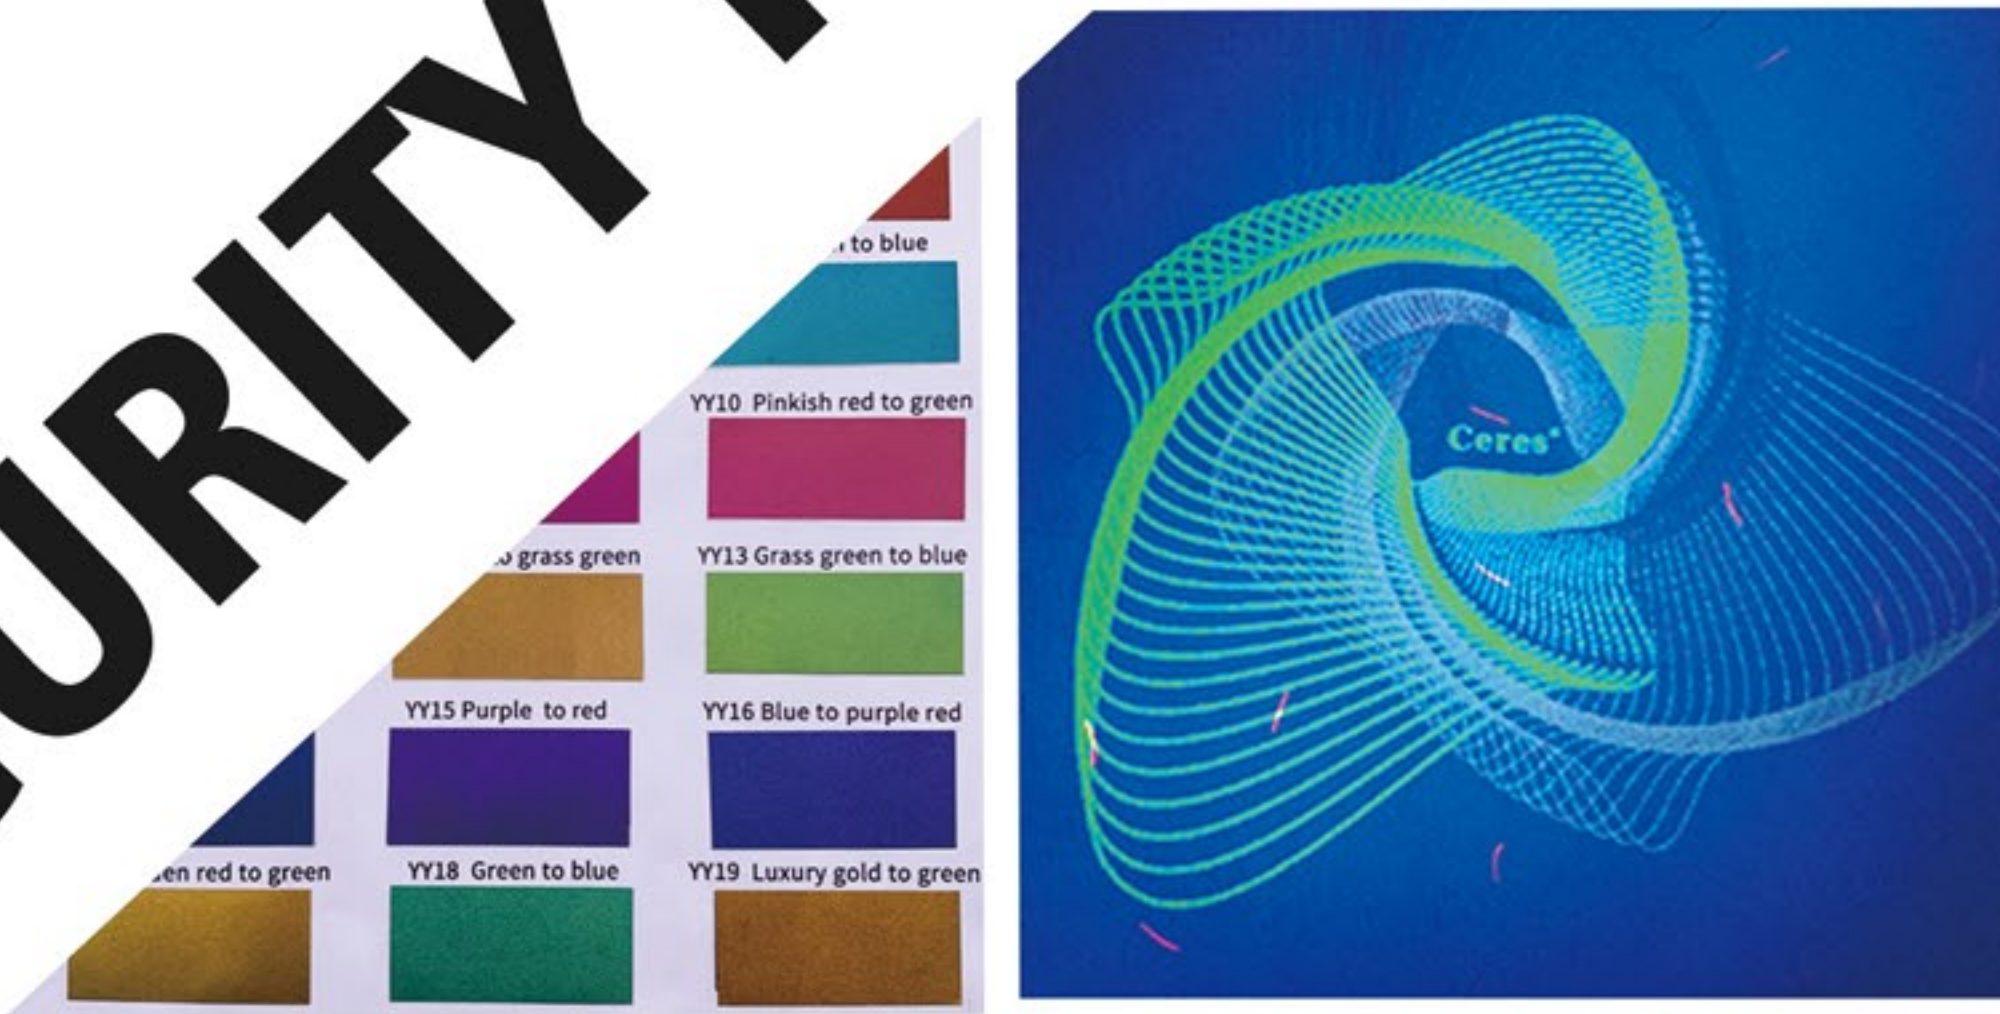 URITY
to blue
YY10 Pinkish red to green
grass green
YY13 Grass green to blue
YY15 Purple to red
YY16 Blue to purple red
red to green
YY18 Green to blue
YY19 Luxury gold to green
Ceres